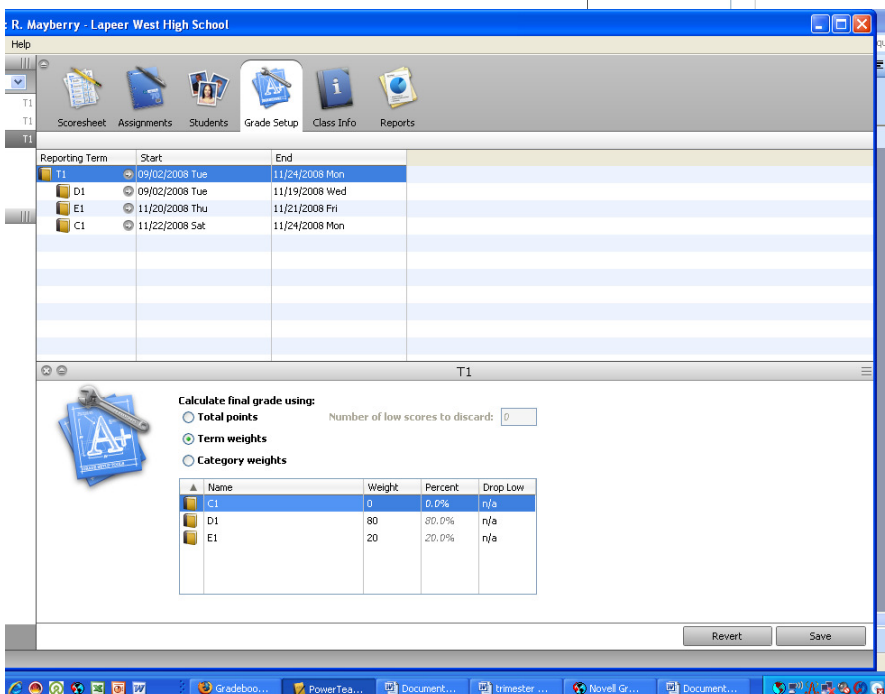 : R. Mayberry - Lapeer West High School
Help
Scoresheet Assignments Students Grade Setup Class Info Reports
T1
T1
T1
Reporting Term Start End
T1 09/02/2008 Tue 11/24/2008 Mon
D1 09/02/2008 Tue 11/19/2008 Wed
E1 11/20/2008 Thu 11/21/2008 Fri
C1 11/22/2008 Sat 11/24/2008 Mon
T1
Calculate final grade using:
Total points Number of low scores to discard: 0
Term weights
Category weights
A+
Name Weight Percent Drop Low
C1 0 0.0% n/a
D1 80 80.0% n/a
E1 20 20.0% n/a
Revert Save
Gradeboo... PowerTea... Document... trimester ... Novell Gr... Document...